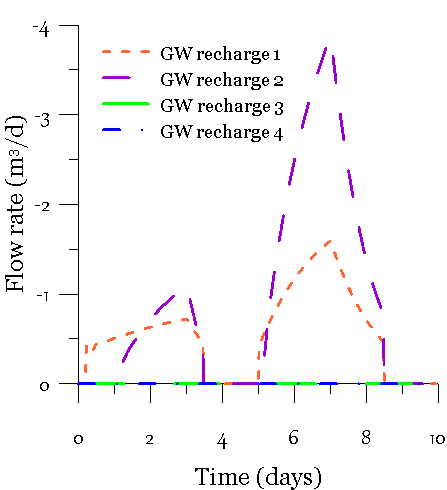 -4
GW recharge 1
GW recharge 2
GW recharge 3
GW recharge 4
-3
-2
-1
0
Flow rate (m3/d)
0 2 4 6 8 10
Time (days)